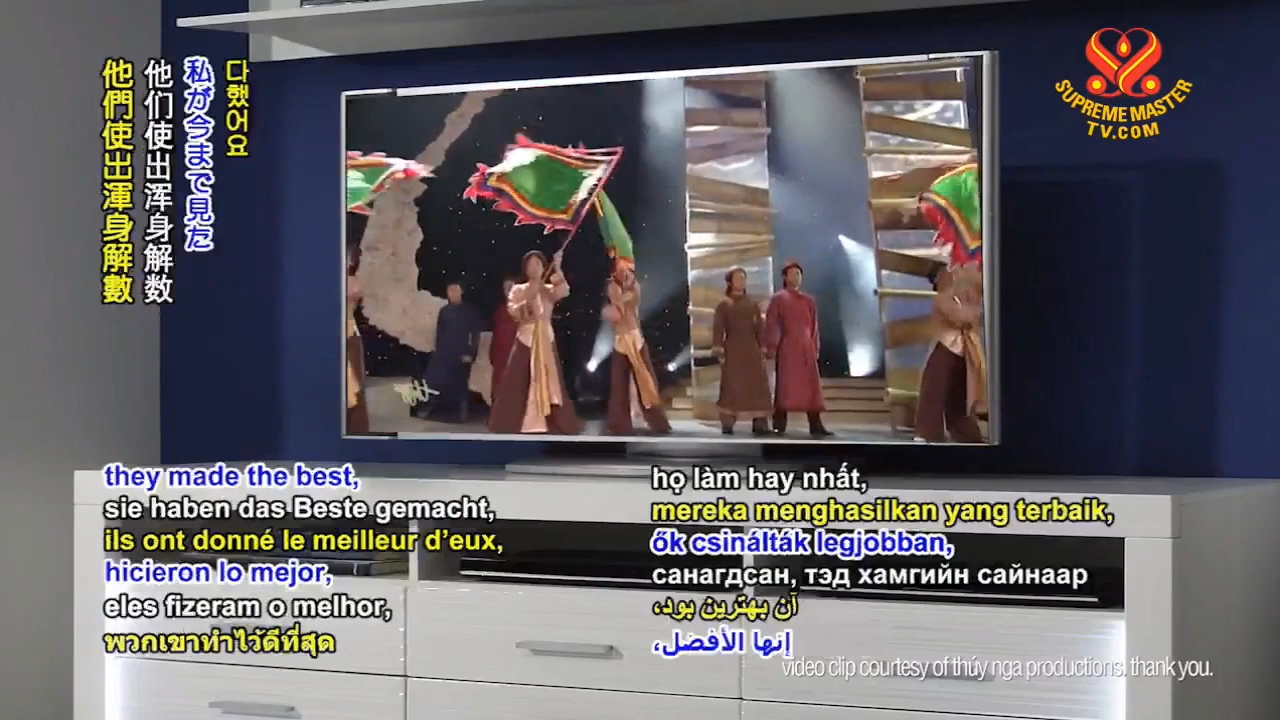 다했어요
私が今まで見た
他们使出浑身解数
他們使出渾身解數
SUPREME MASTER
TV.COM
they made the best,
sie haben das Beste gemacht,
ils ont donné le meilleur d’eux,
hicieron lo mejor,
eles fizeram o melhor,
พวกเขาทำไว้ดีที่สุด
họ làm hay nhất,
mereka menghasilkan yang terbaik,
ők csinálták legjobban,
санагдсан, тэд хамгийн сайнаар
آن بهترین بود،
إنها الأفضل،
video clip courtesy of thúy nga productions. thank you.